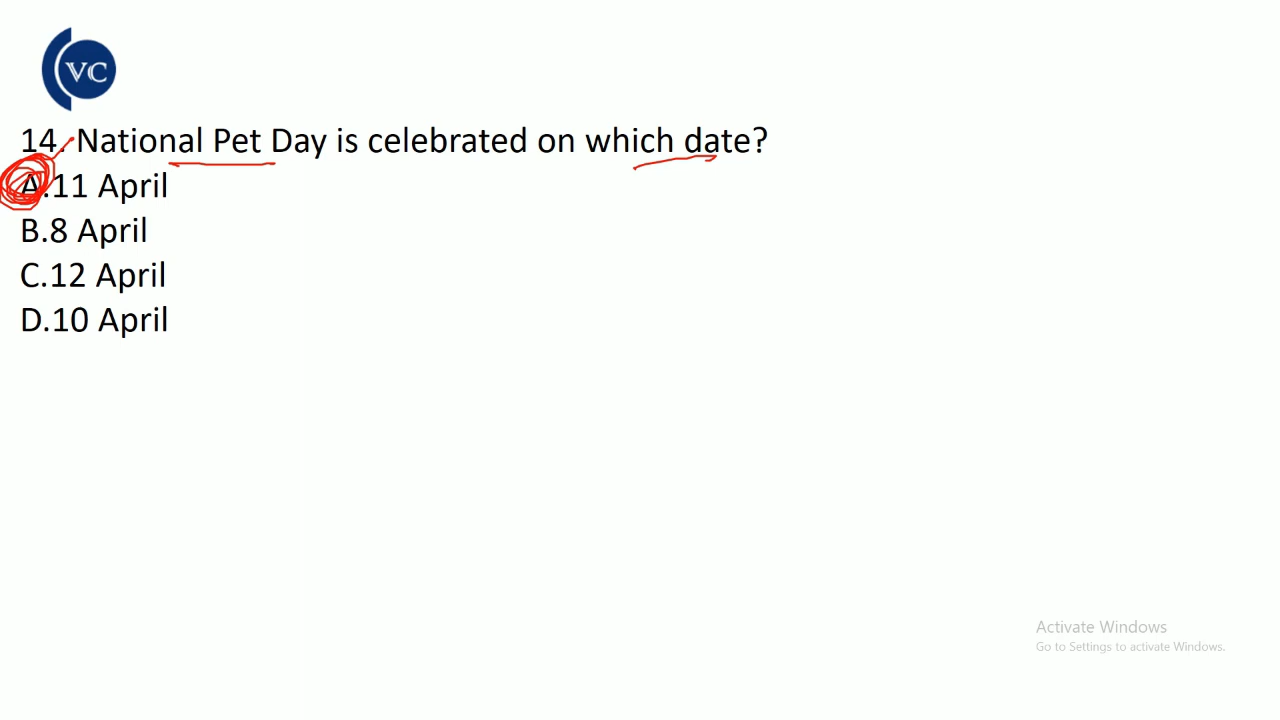 VC
14. National Pet Day is celebrated on which date?
A.11 April
B.8 April
C.12 April
D.10 April
Activate Windows
Go to Settings to activate Windows.